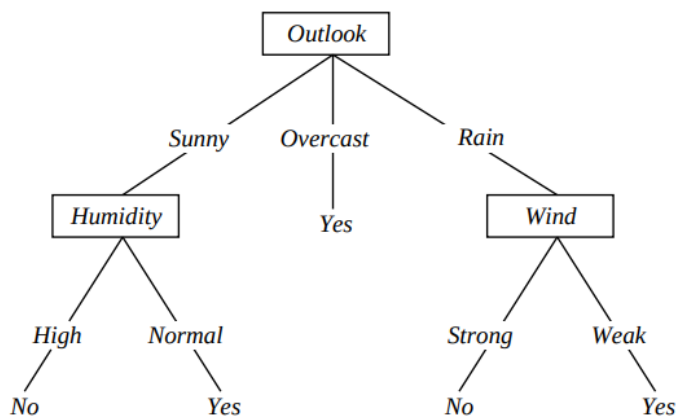 Outlook
Sunny Overcast Rain
Humidity Yes Wind
High Normal Strong Weak
No Yes No Yes